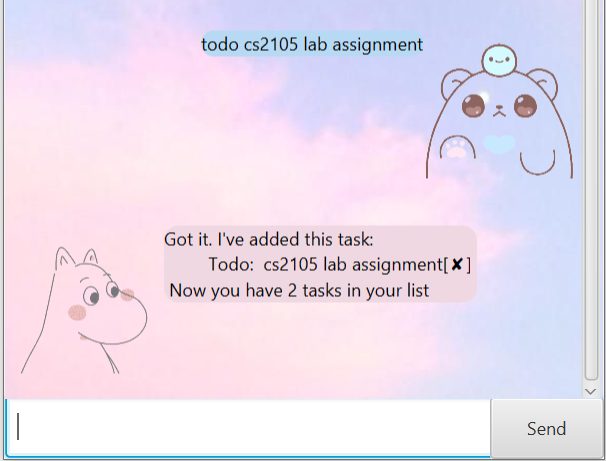 todo cs2105 lab assignment
Got it. I've added this task:
Todo:  cs2105 lab assignment[✘]
Now you have 2 tasks in your list
Send